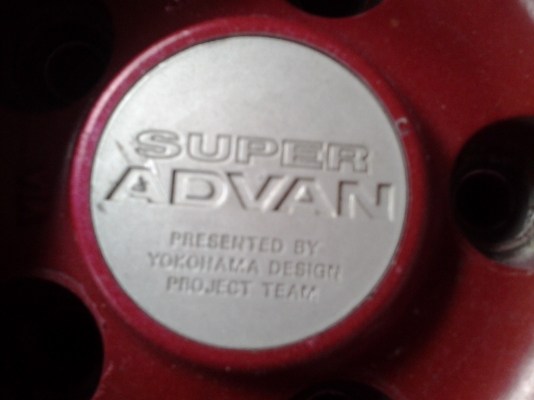 SUPER
ADVAN
PRESENTED BY
YOKOHAMA DESIGN
PROJECT TEAM